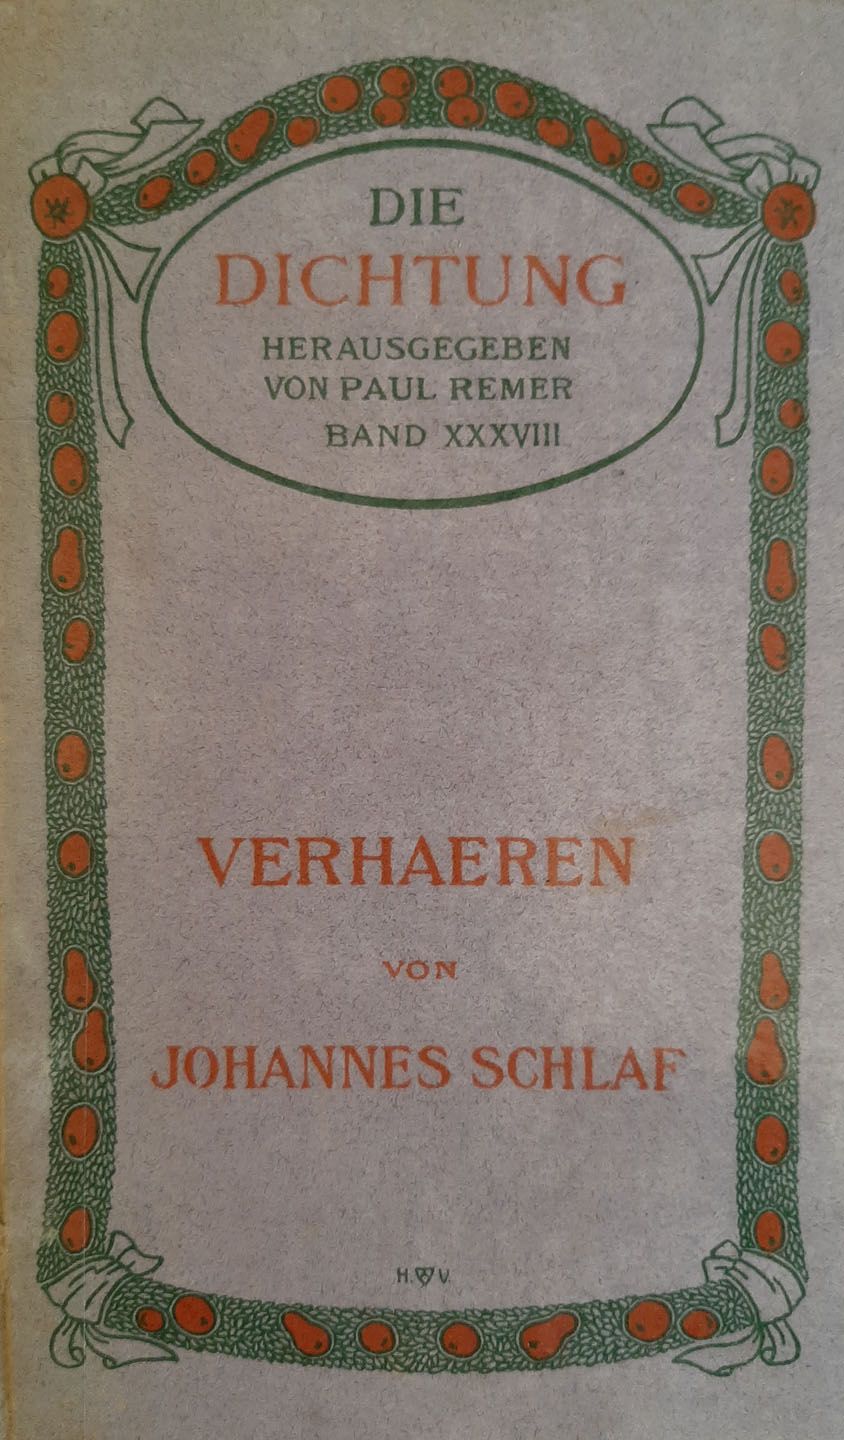 DIE
DICHTUNG
HERAUSGEGEBEN
VON PAUL REMER
BAND XXXVIII
VERHAEREN
VON
JOHANNES SCHLAF
H. V.